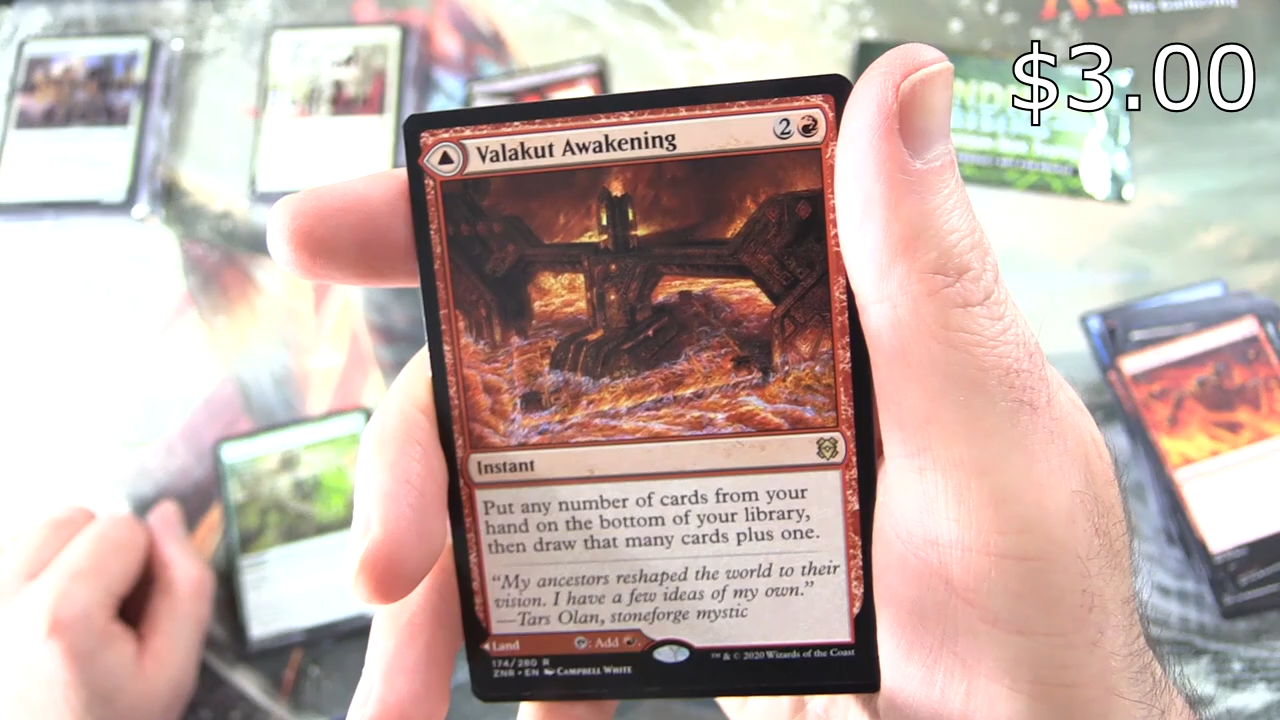 The Gathering
$3.00
Valakut Awakening
2
Instant
Put any number of cards from your
hand on the bottom of your library,
then draw that many cards plus one.
“My ancestors reshaped the world to their
vision. I have a few ideas of my own.”
—Tars Olan, stoneforge mystic
Land
: Add .
174/280 R
ZNR • EN CAMPBELL WHITE
™ & © 2020 Wizards of the Coast